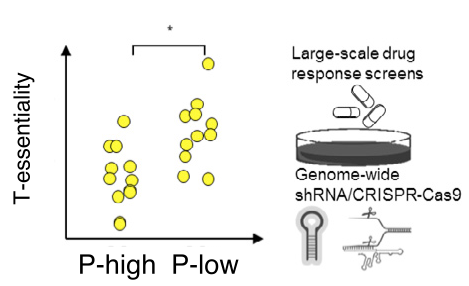 *
T-essentiality
P-high P-low
Large-scale drug
response screens
Genome-wide
shRNA/CRISPR-Cas9